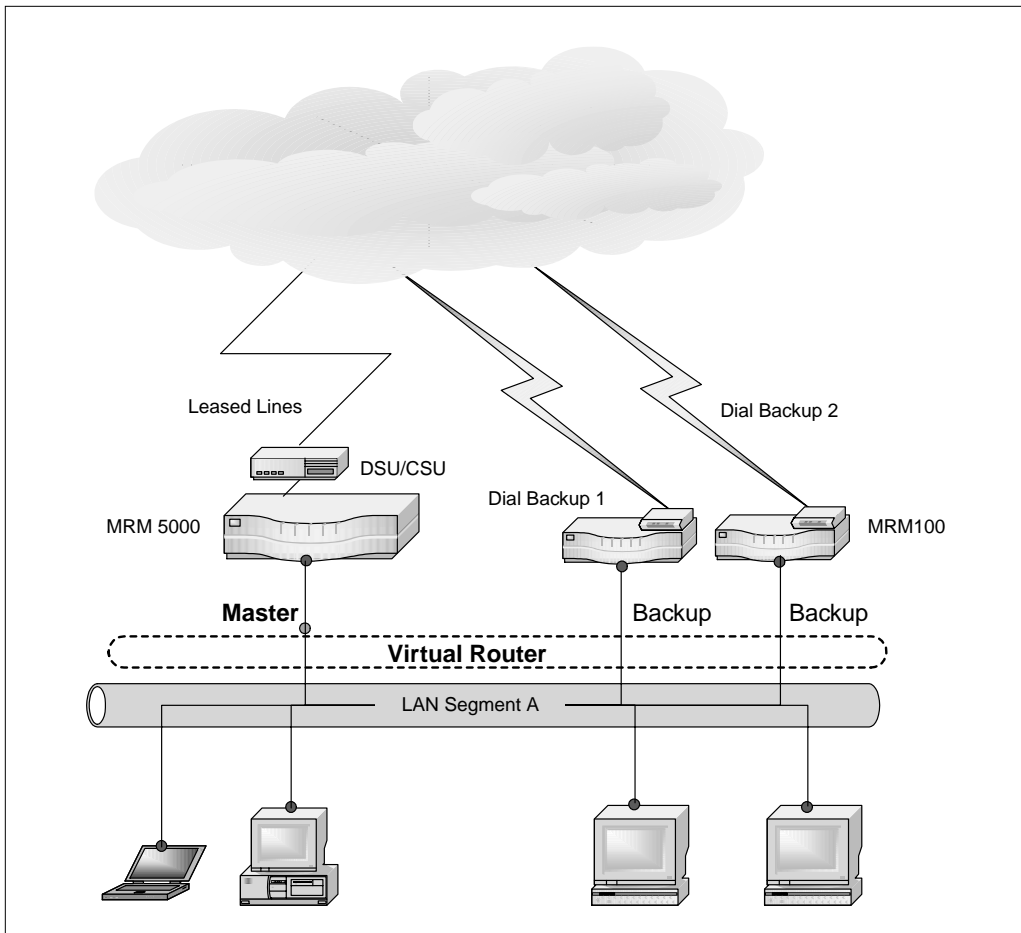 Leased Lines
Dial Backup 2
DSU/CSU
Dial Backup 1
MRM 5000
MRM100
Master
Backup
Backup
Virtual Router
LAN Segment A